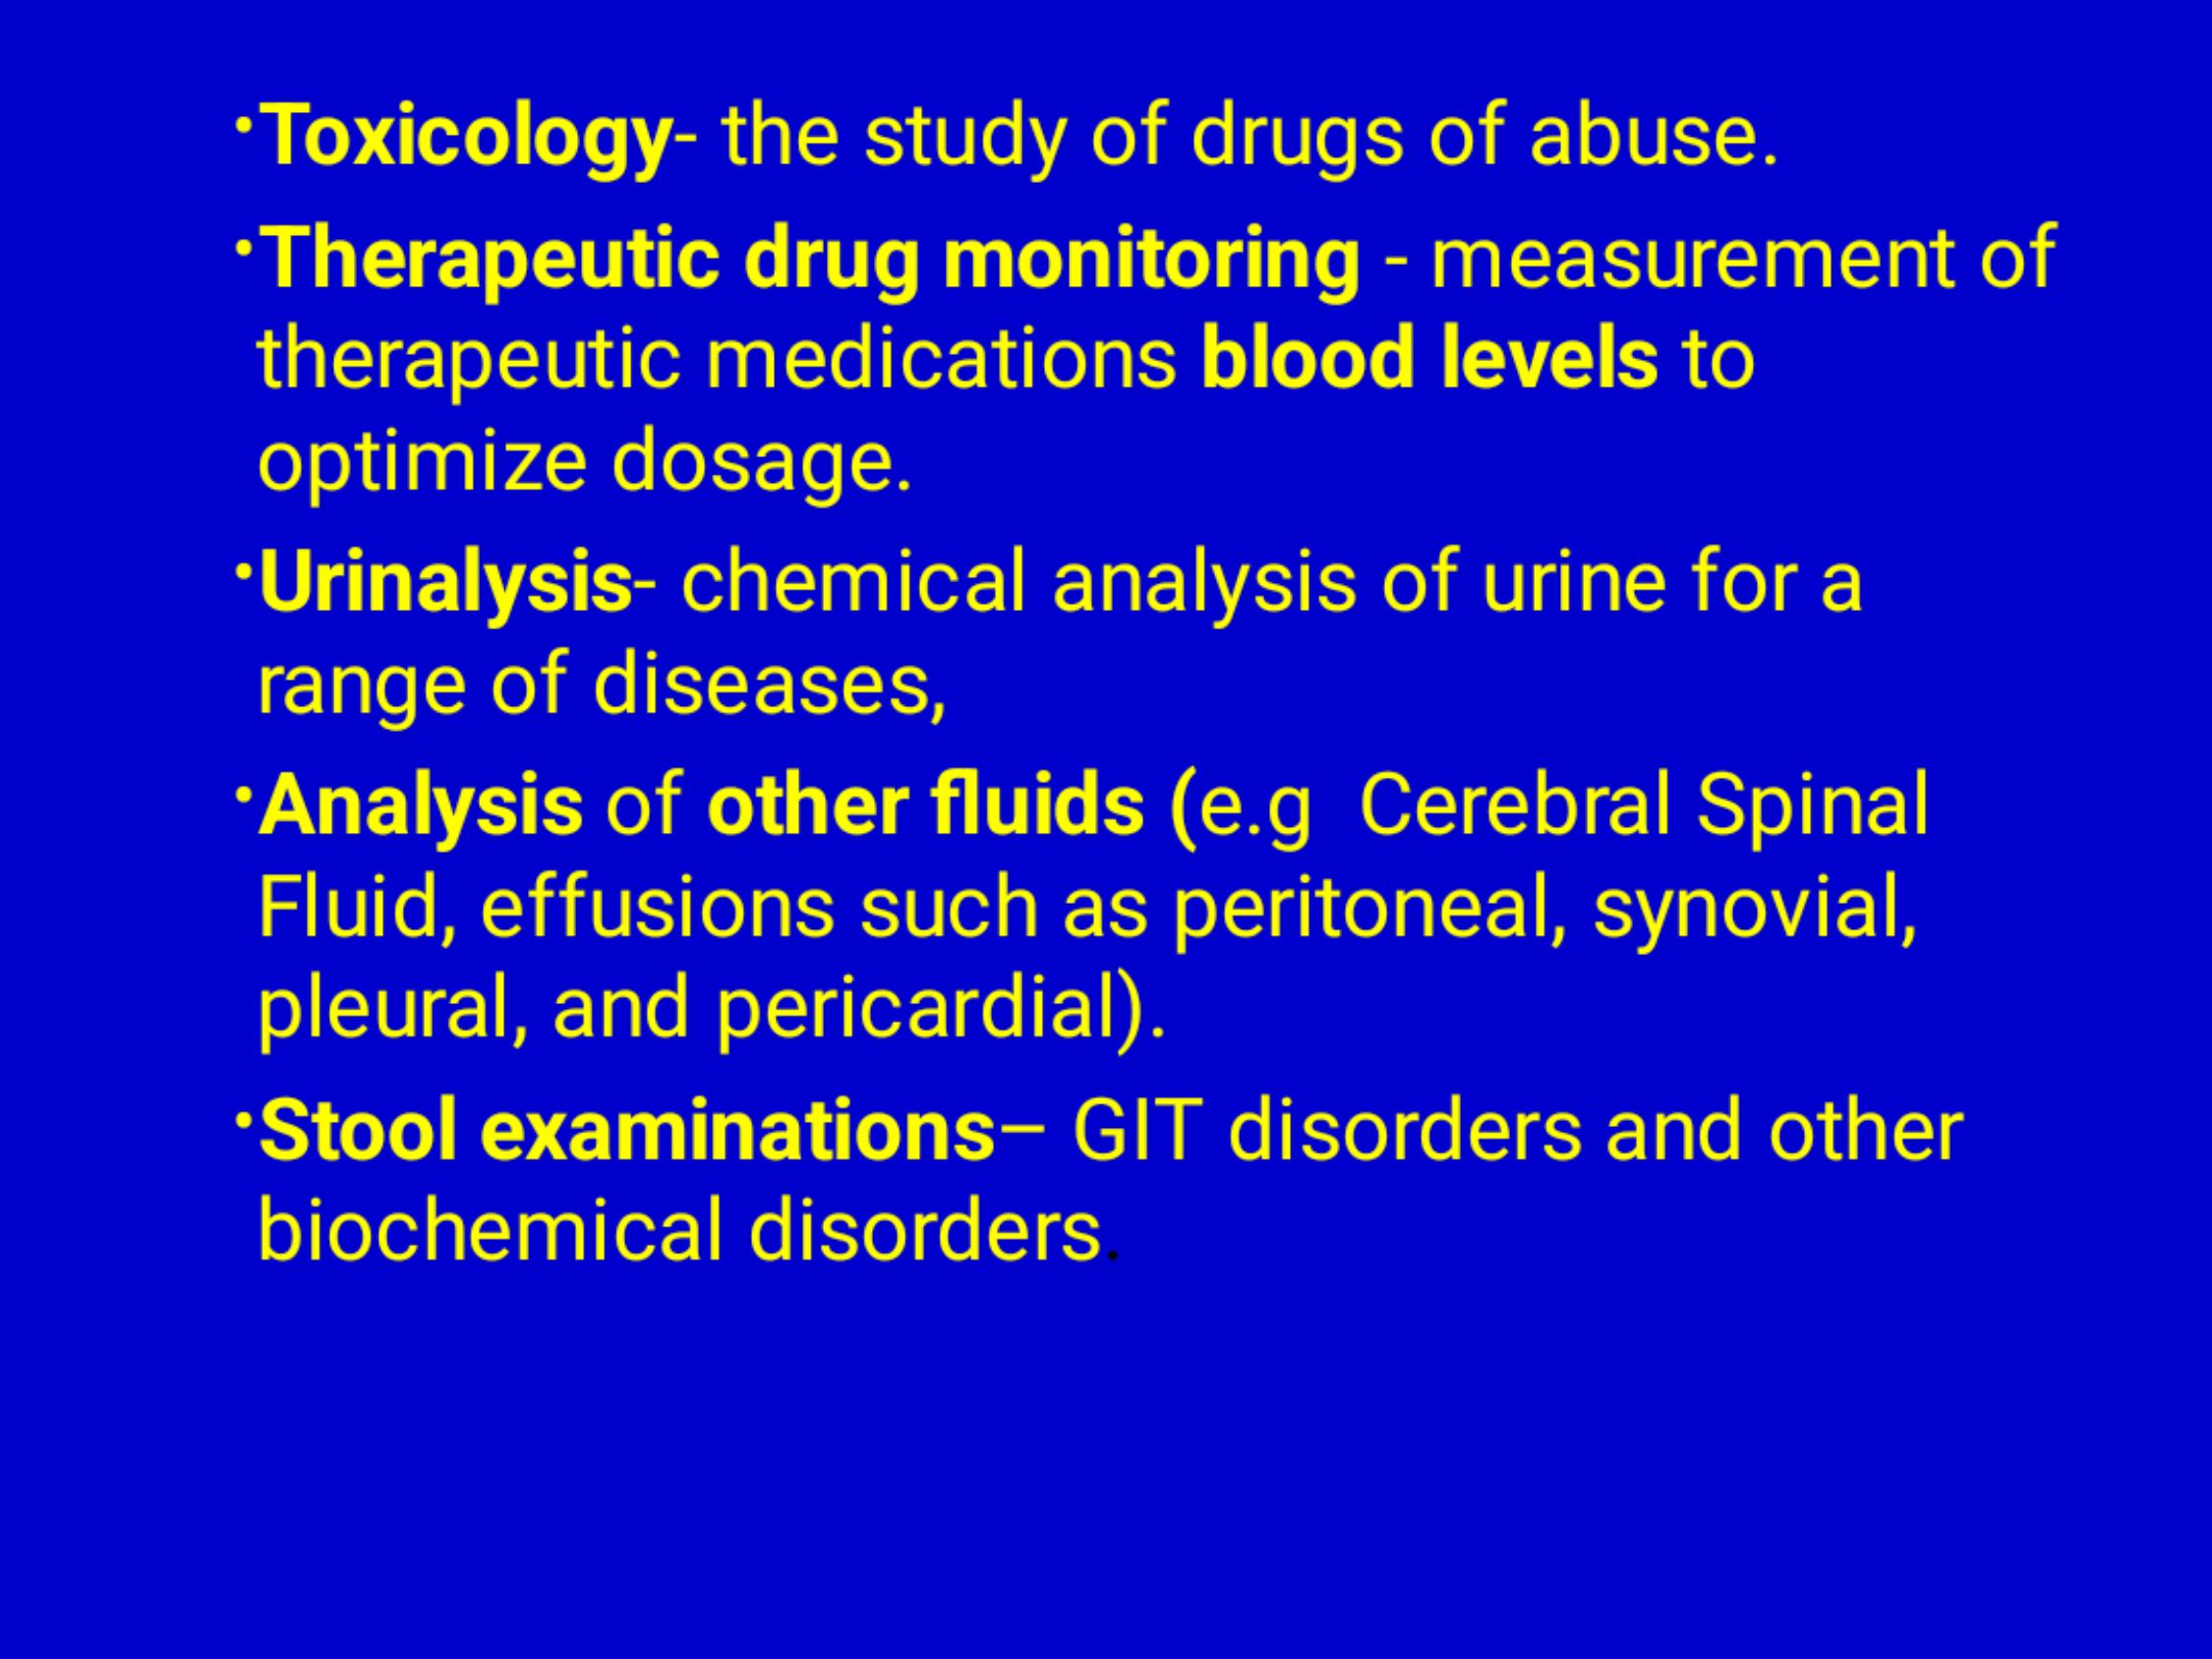 •Toxicology- the study of drugs of abuse.
•Therapeutic drug monitoring - measurement of
therapeutic medications blood levels to
optimize dosage.
•Urinalysis- chemical analysis of urine for a
range of diseases,
•Analysis of other fluids (e.g  Cerebral Spinal
Fluid, effusions such as peritoneal, synovial,
pleural, and pericardial).
•Stool examinations– GIT disorders and other
biochemical disorders.